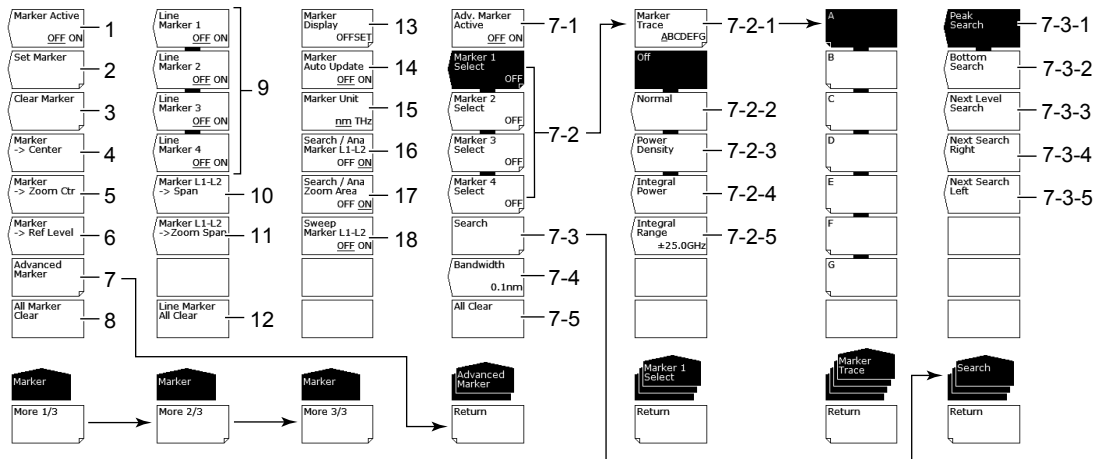 Marker Active
OFF ON
1
Set Marker
2
Clear Marker
3
Marker
-> Center
4
Marker
-> Zoom Ctr
5
Marker
-> Ref Level
6
Advanced
Marker
7
All Marker
Clear
8
Marker
More 1/3
Line
Marker 1
OFF ON
Line
Marker 2
OFF ON
Line
Marker 3
OFF ON
Line
Marker 4
OFF ON
9
Marker L1-L2
-> Span
10
Marker L1-L2
->Zoom Span
11
Line Marker
All Clear
12
Marker
More 2/3
Marker
Display
OFFSET
13
Marker
Auto Update
OFF ON
14
Marker Unit
nm THz
15
Search / Ana
Marker L1-L2
OFF ON
16
Search / Ana
Zoom Area
OFF ON
17
Sweep
Marker L1-L2
OFF ON
18
Marker
More 3/3
Adv. Marker
Active
OFF ON
7-1
Marker 1
Select
OFF
Marker 2
Select
OFF
Marker 3
Select
OFF
Marker 4
Select
OFF
7-2
Search
7-3
Bandwidth
0.1nm
7-4
All Clear
7-5
Advanced
Marker
Return
Marker
Trace
ABCDEFG
7-2-1
Off
Normal
7-2-2
Power
Density
7-2-3
Integral
Power
7-2-4
Integral
Range
±25.0GHz
7-2-5
Marker 1
Select
Return
A
B
C
D
E
F
G
Marker
Trace
Return
Peak
Search
7-3-1
Bottom
Search
7-3-2
Next Level
Search
7-3-3
Next Search
Right
7-3-4
Next Search
Left
7-3-5
Search
Return